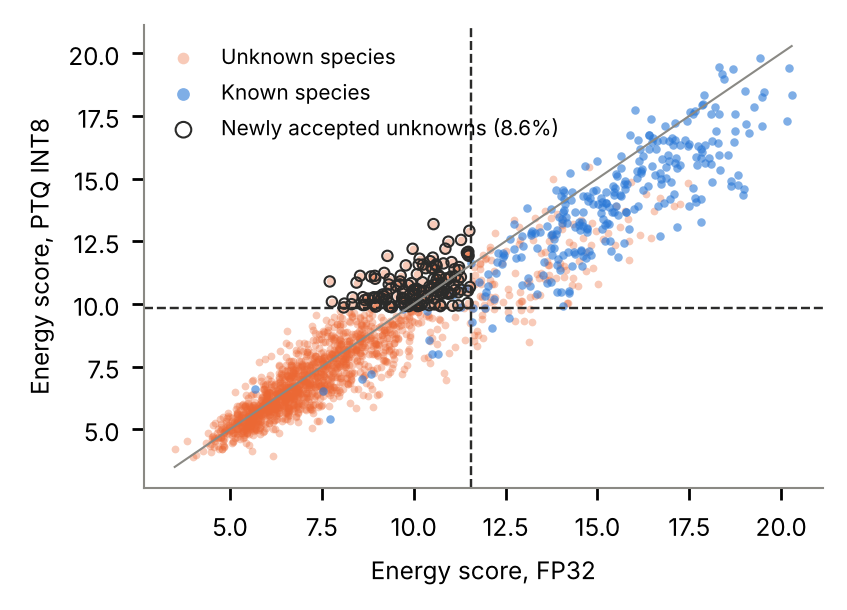 Unknown species
Known species
Newly accepted unknowns (8.6%)
Energy score, PTQ INT8
20.0
17.5
15.0
12.5
10.0
7.5
5.0
5.0 7.5 10.0 12.5 15.0 17.5 20.0
Energy score, FP32